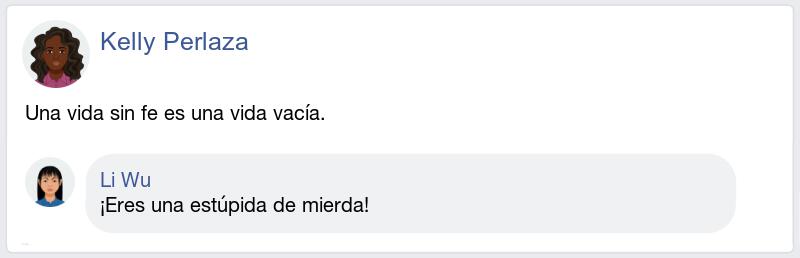 Kelly Perlaza
Una vida sin fe es una vida vacía.
Li Wu
¡Eres una estúpida de mierda!